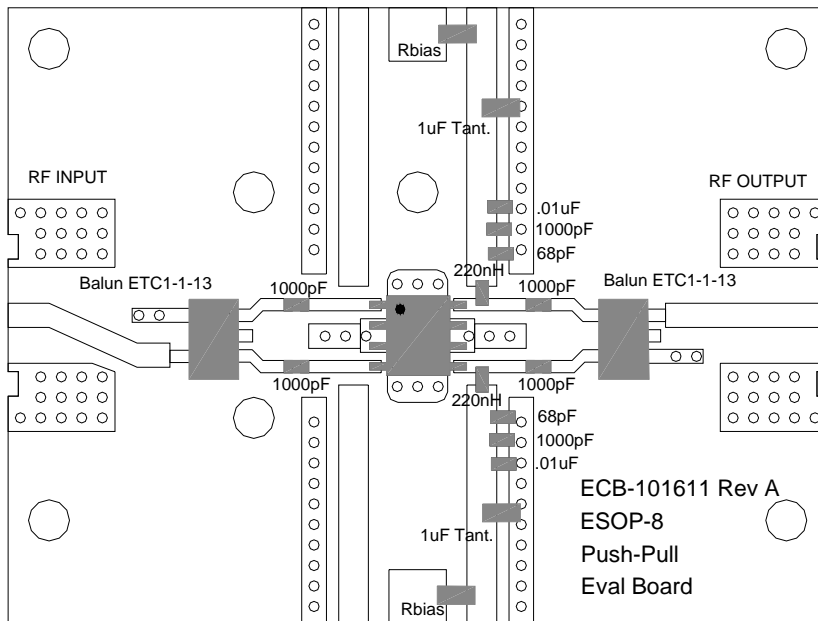 Rbias
1uF Tant.
RF INPUT
RF OUTPUT
.01uF
1000pF
68pF
220nH
Balun ETC1-1-13
1000pF
1000pF
Balun ETC1-1-13
1000pF
1000pF
220nH
68pF
1000pF
.01uF
1uF Tant.
Rbias
ECB-101611 Rev A
ESOP-8
Push-Pull
Eval Board